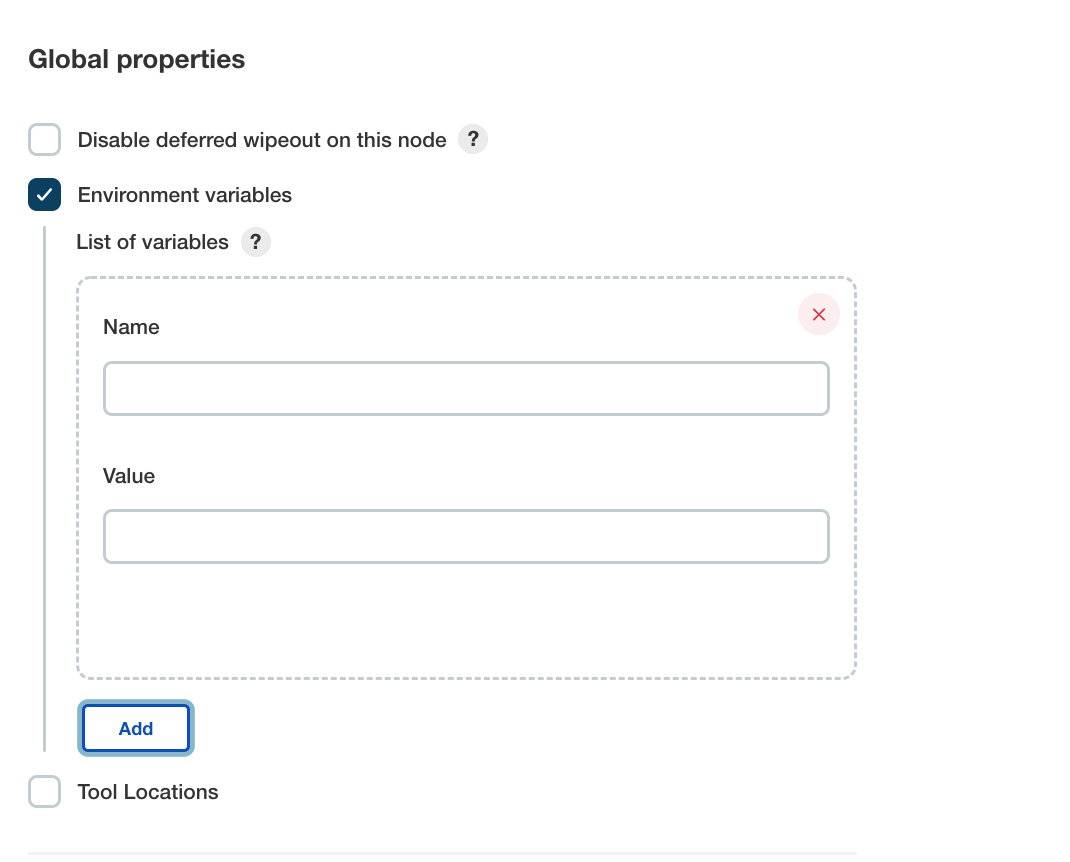 Global properties
Disable deferred wipeout on this node ?
Environment variables
List of variables ?
Name
Value
Add
Tool Locations